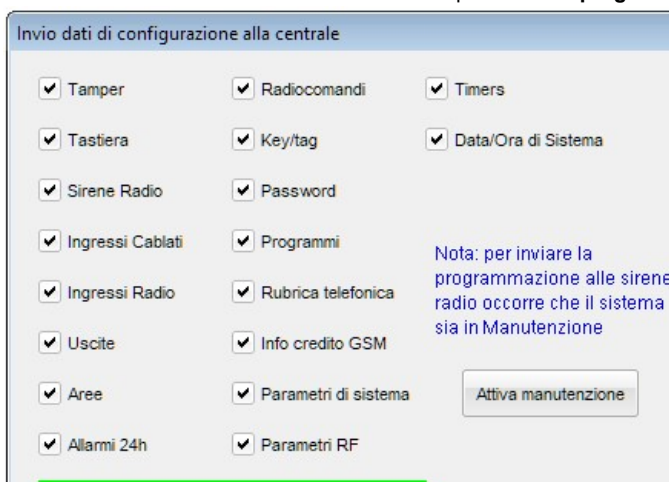 Invio dati di configurazione alla centrale
Tamper
Radiocomandi
Timers
Tastiera
Key/tag
Data/Ora di Sistema
Sirene Radio
Password
Ingressi Cablati
Programmi
Ingressi Radio
Rubrica telefonica
Uscite
Info credito GSM
Aree
Parametri di sistema
Allarmi 24h
Parametri RF
Nota: per inviare la
programmazione alle sirene
radio occorre che il sistema
sia in Manutenzione
Attiva manutenzione